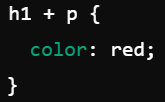 h1 + p {
  color: red;
}